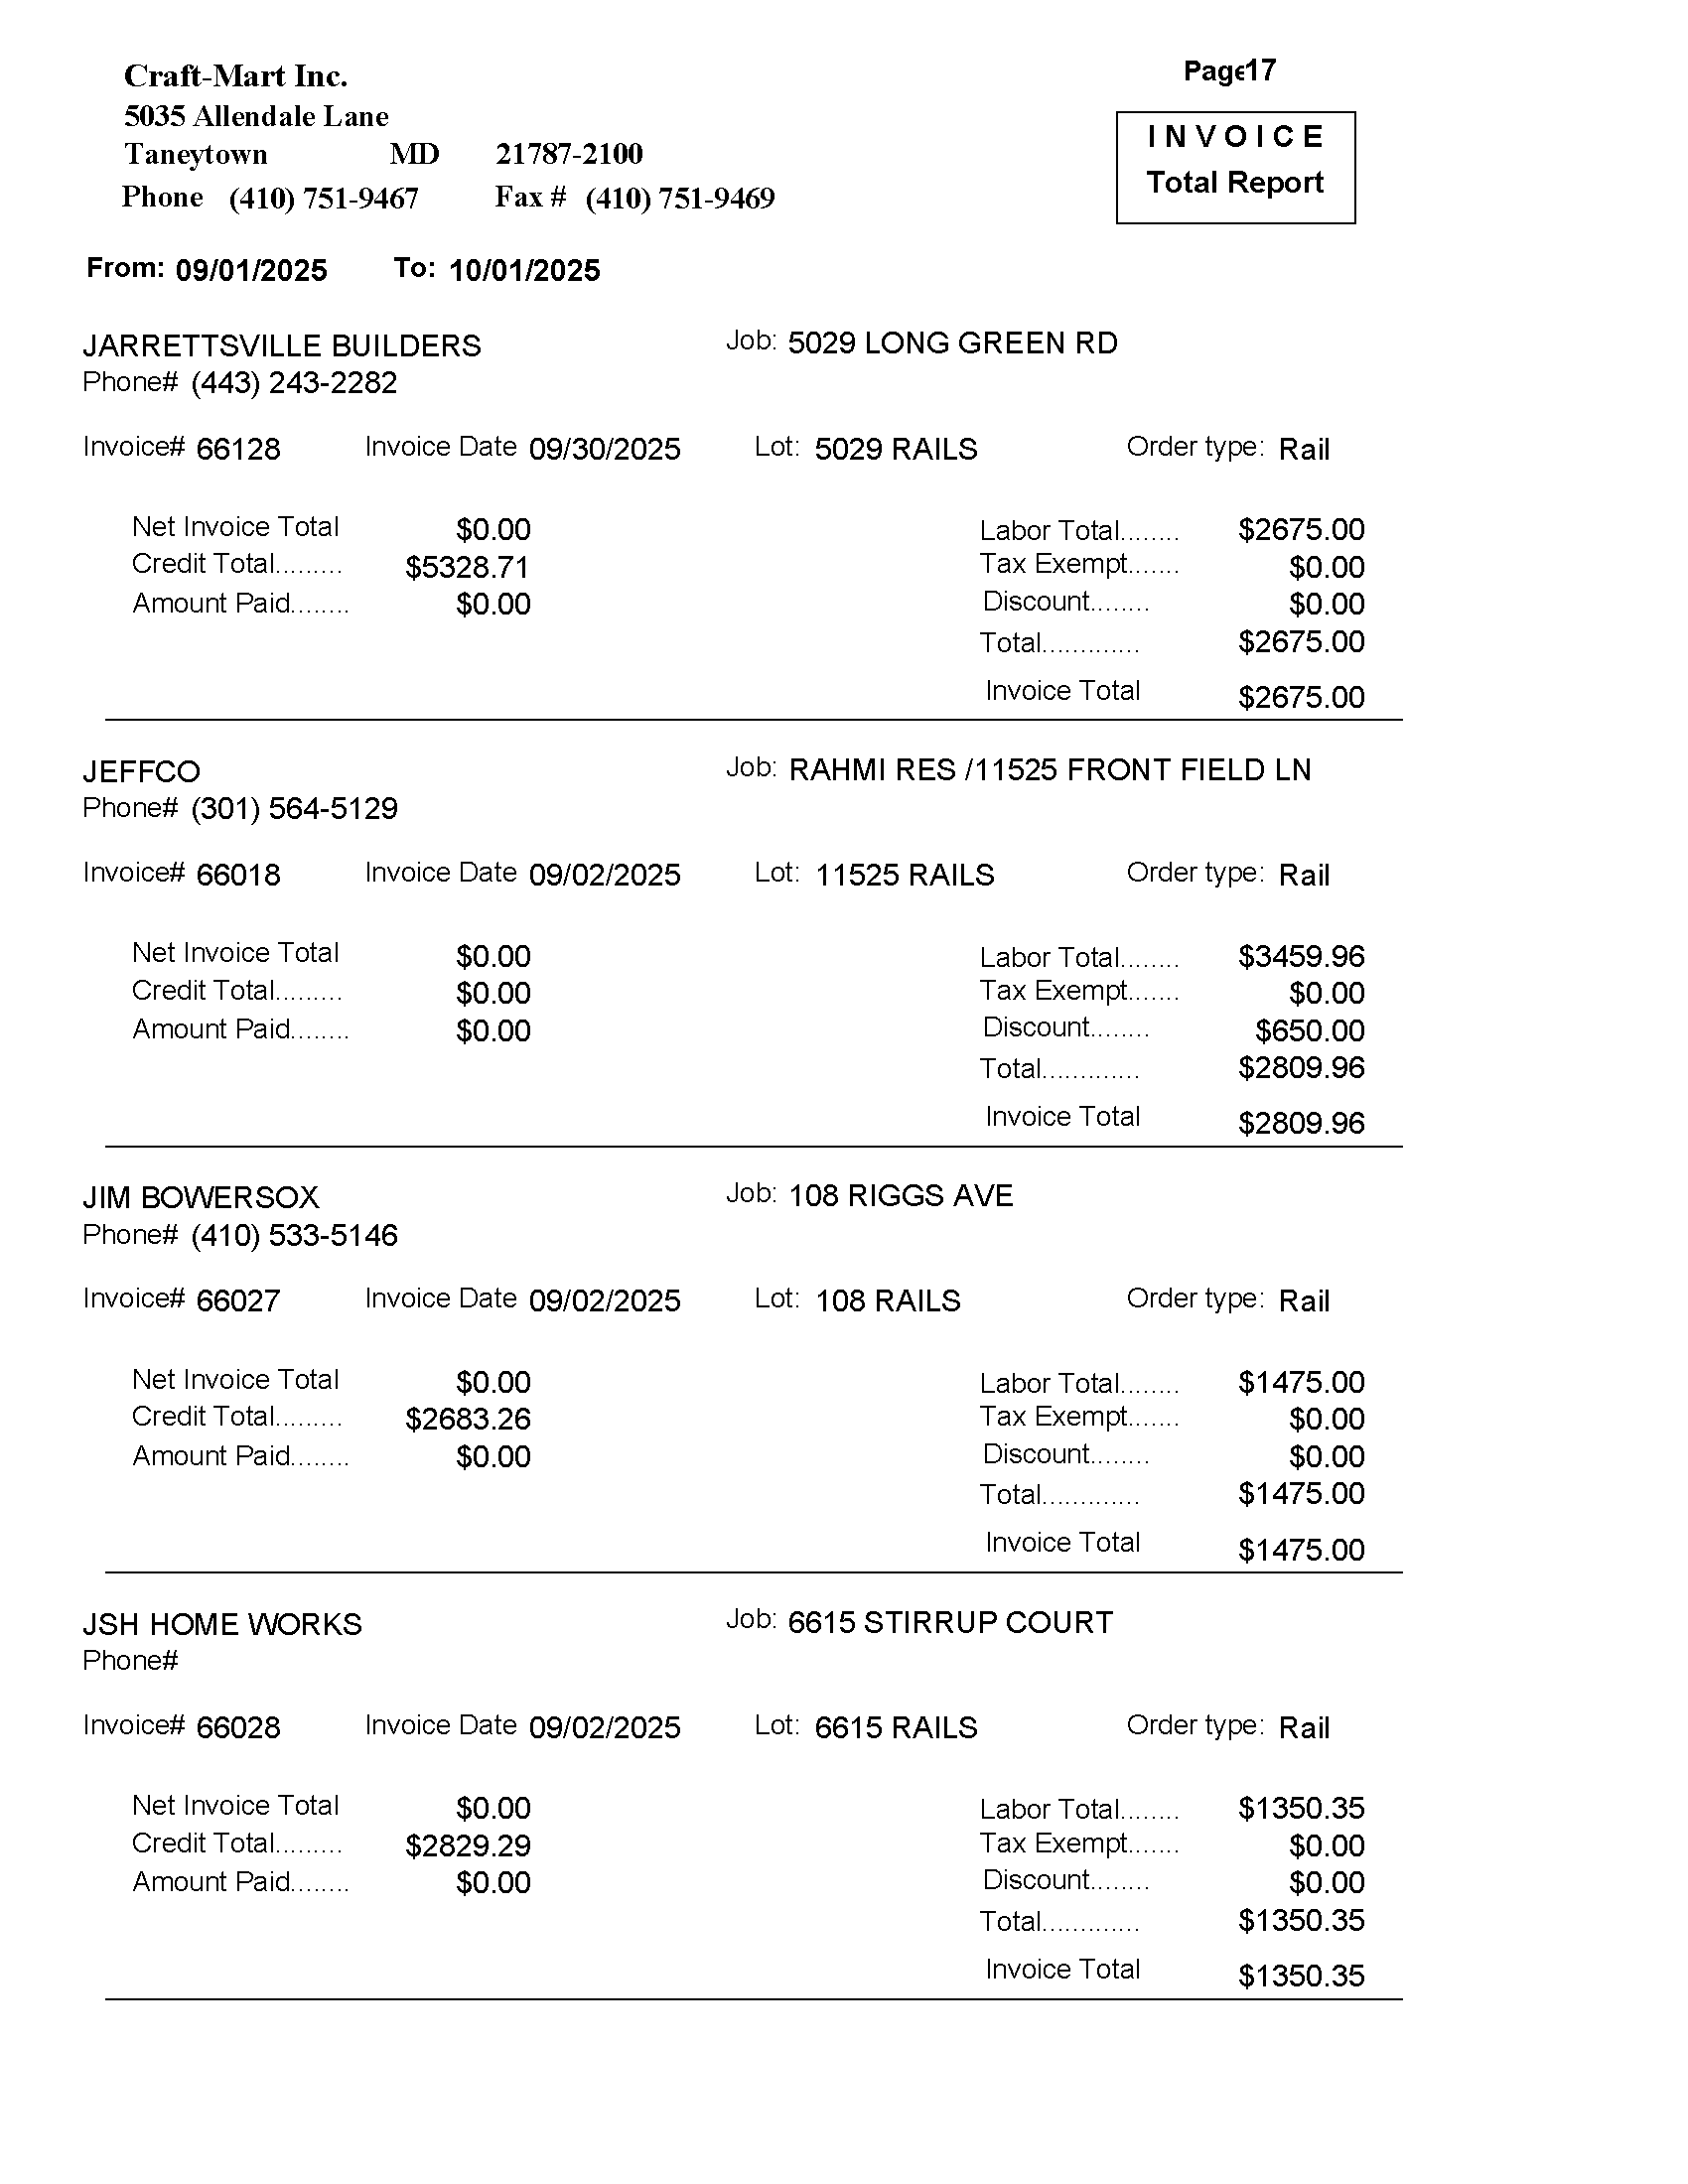 Craft-Mart Inc.
Page17
5035 Allendale Lane
INVOICE
Taneytown MD 21787-2100
Total Report
Phone (410) 751-9467 Fax # (410) 751-9469
From: 09/01/2025 To: 10/01/2025
JARRETTSVILLE BUILDERS Job: 5029 LONG GREEN RD
Phone# (443) 243-2282
Invoice# 66128 Invoice Date 09/30/2025 Lot: 5029 RAILS Order type: Rail
Net Invoice Total $0.00 Labor Total........ $2675.00
Credit Total......... $5328.71 Tax Exempt....... $0.00
Amount Paid........ $0.00 Discount........ $0.00
Total............. $2675.00
Invoice Total $2675.00
JEFFCO Job: RAHMI RES /11525 FRONT FIELD LN
Phone# (301) 564-5129
Invoice# 66018 Invoice Date 09/02/2025 Lot: 11525 RAILS Order type: Rail
Net Invoice Total $0.00 Labor Total........ $3459.96
Credit Total......... $0.00 Tax Exempt....... $0.00
Amount Paid........ $0.00 Discount........ $650.00
Total............. $2809.96
Invoice Total $2809.96
JIM BOWERSOX Job: 108 RIGGS AVE
Phone# (410) 533-5146
Invoice# 66027 Invoice Date 09/02/2025 Lot: 108 RAILS Order type: Rail
Net Invoice Total $0.00 Labor Total........ $1475.00
Credit Total......... $2683.26 Tax Exempt....... $0.00
Amount Paid........ $0.00 Discount........ $0.00
Total............. $1475.00
Invoice Total $1475.00
JSH HOME WORKS Job: 6615 STIRRUP COURT
Phone#
Invoice# 66028 Invoice Date 09/02/2025 Lot: 6615 RAILS Order type: Rail
Net Invoice Total $0.00 Labor Total........ $1350.35
Credit Total......... $2829.29 Tax Exempt....... $0.00
Amount Paid........ $0.00 Discount........ $0.00
Total............. $1350.35
Invoice Total $1350.35